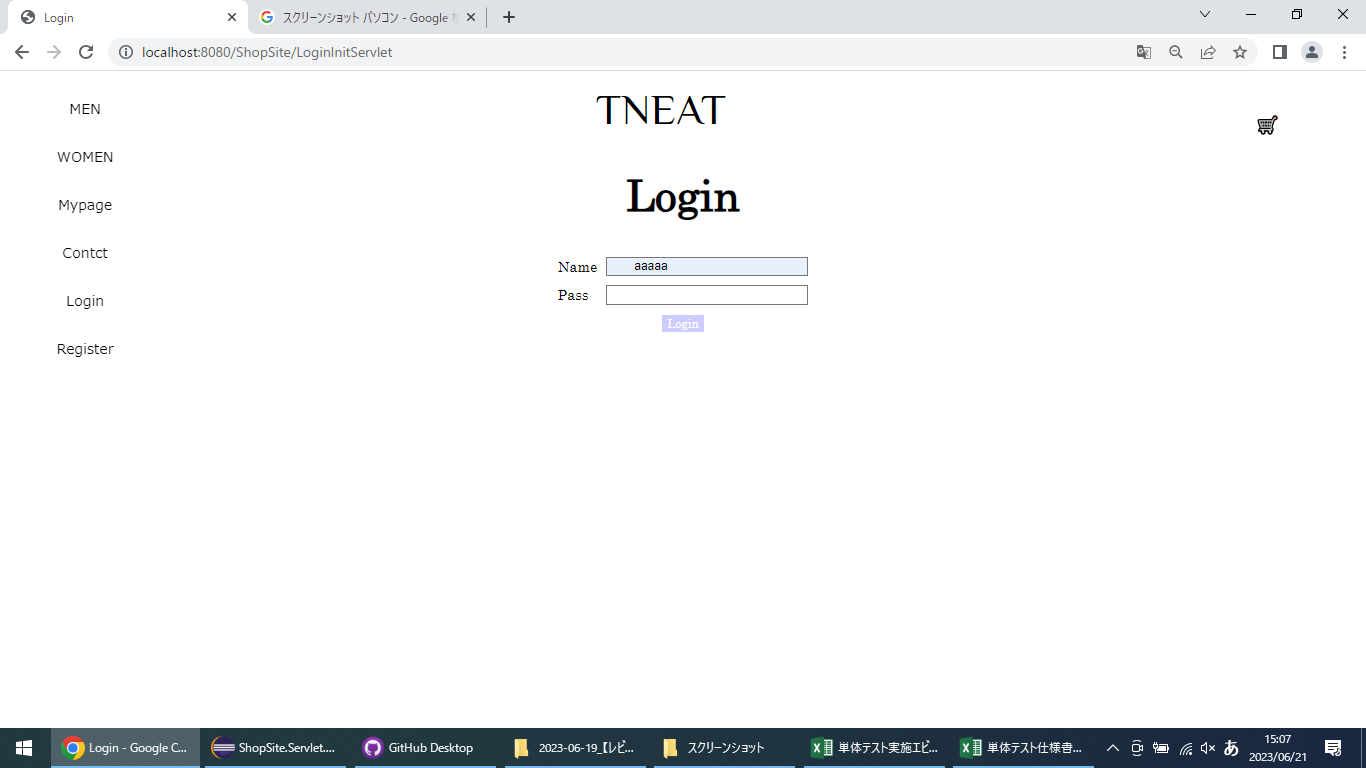 Login
スクリーンショット パソコン - Google を
localhost:8080/ShopSite/LoginInitServlet
MEN
TNEAT
WOMEN
Login
Mypage
Contct
Name aaaaa
Pass
Login
Login
Register
Login - Google C...
ShopSite.Servlet....
GitHub Desktop
2023-06-19_【レビ...
スクリーンショット
単体テスト実施エビ...
単体テスト仕様書...
あ
15:07
2023/06/21